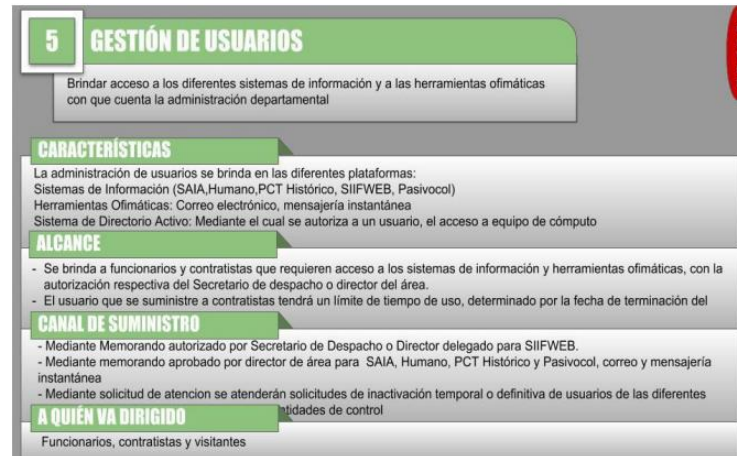 5
GESTIÓN DE USUARIOS
Brindar acceso a los diferentes sistemas de información y a las herramientas ofimáticas
con que cuenta la administración departamental
CARACTERÍSTICAS
La administración de usuarios se brinda en las diferentes plataformas:
Sistemas de Información (SAIA,Humano,PCT Histórico, SIIFWEB, Pasivocol)
Herramientas Ofimáticas: Correo electrónico, mensajería instantánea
Sistema de Directorio Activo: Mediante el cual se autoriza a un usuario, el acceso a equipo de cómputo
ALCANCE
- Se brinda a funcionarios y contratistas que requieren acceso a los sistemas de información y herramientas ofimáticas, con la
autorización respectiva del Secretario de despacho o director del área.
- El usuario que se suministre a contratistas tendrá un límite de tiempo de uso, determinado por la fecha de terminación del
CANAL DE SUMINISTRO
- Mediante Memorando autorizado por Secretario de Despacho o Director delegado para SIIFWEB.
- Mediante memorando aprobado por director de área para SAIA, Humano, PCT Histórico y Pasivocol, correo y mensajería
instantánea
- Mediante solicitud de atencion se atenderán solicitudes de inactivación temporal o definitiva de usuarios de las diferentes
de control
A QUIÉN VA DIRIGIDO
Funcionarios, contratistas y visitantes